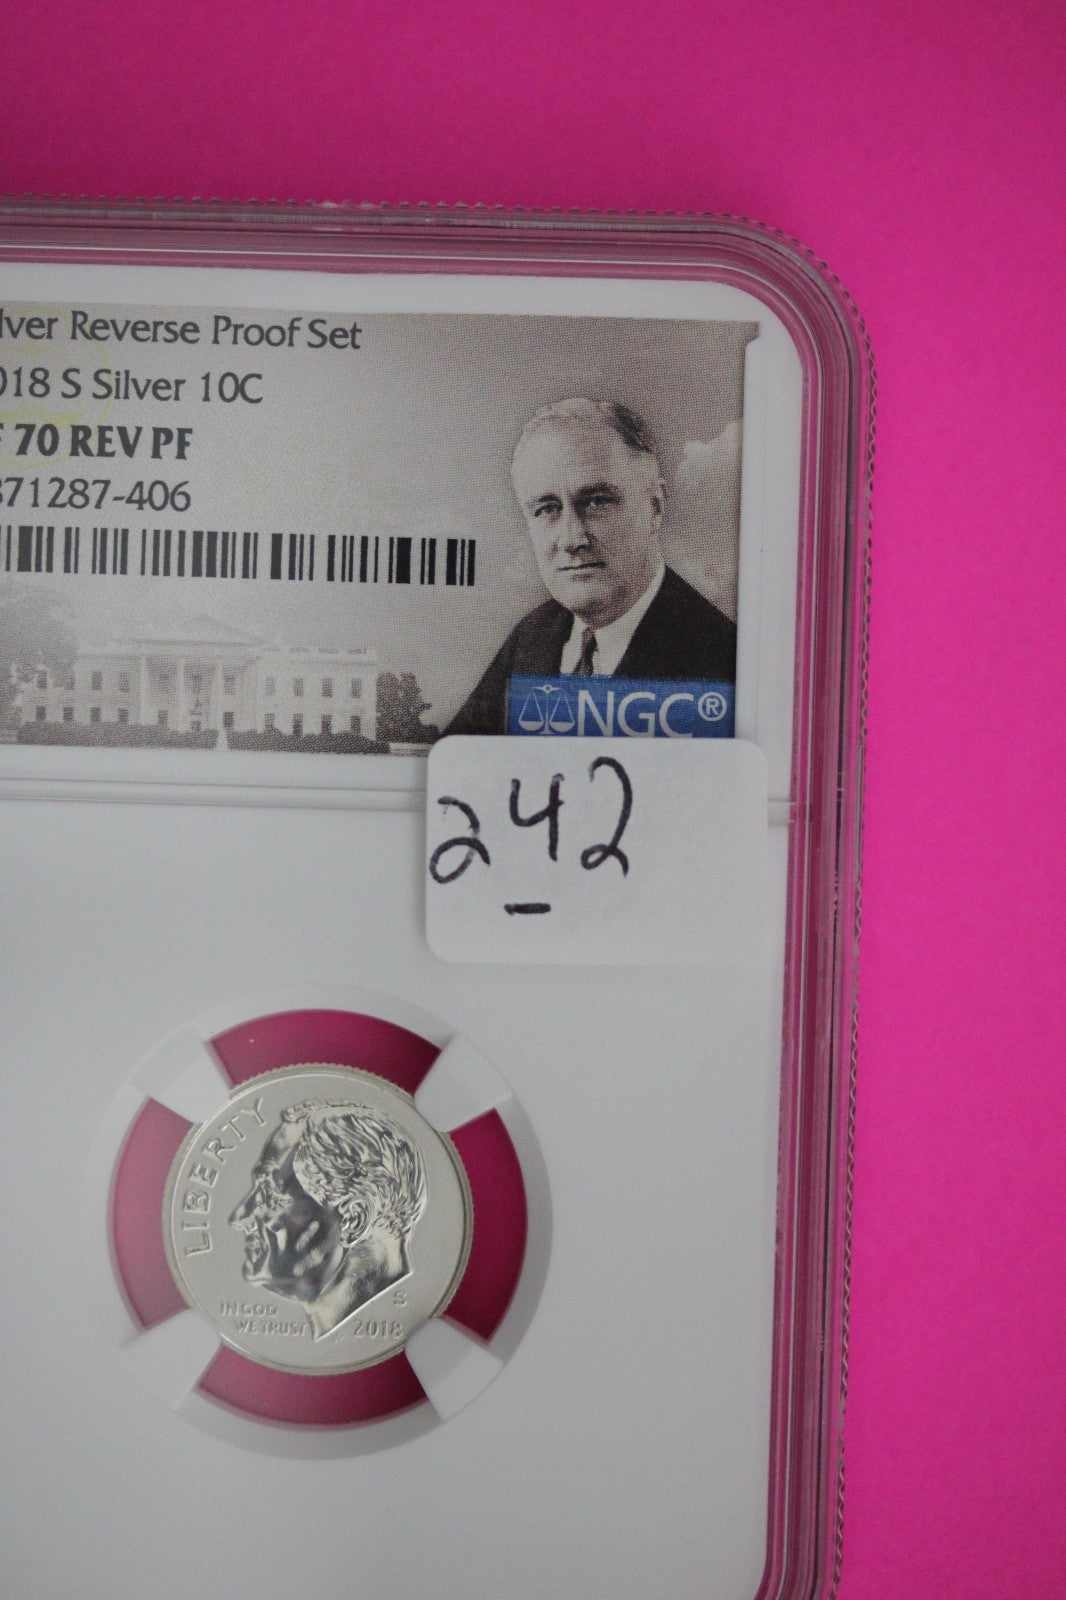 lver Reverse Proof Set
018 S Silver 10C
F 70 REV PF
871287-406
NGC®
242
LIBERTY
IN GOD
WE TRUST
S
2018